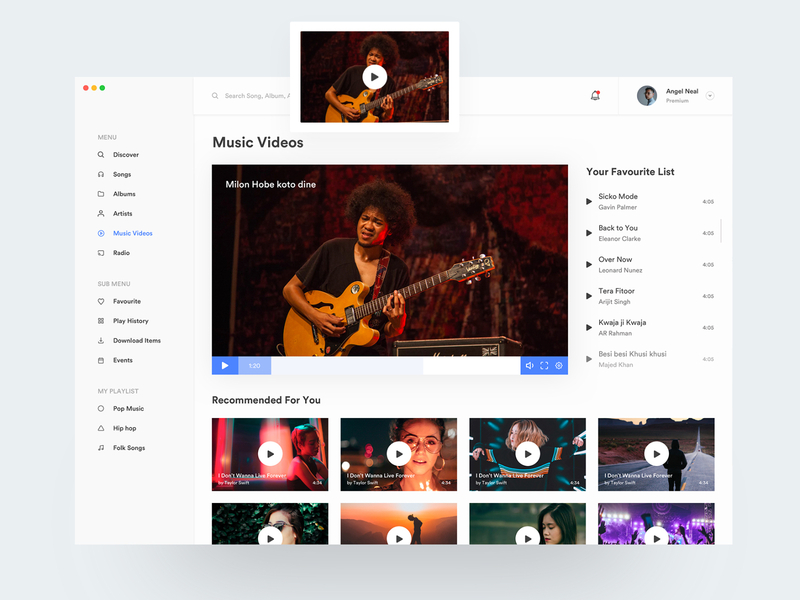 Search Song, Album, A
Angel Neal
Premium
MENU
Discover
Songs
Albums
Artists
Music Videos
Radio
SUB MENU
Favourite
Play History
Download Items
Events
MY PLAYLIST
Pop Music
Hip hop
Folk Songs
Music Videos
Milon Hobe koto dine
1:20
Your Favourite List
Sicko Mode
Gavin Palmer
4:05
Back to You
Eleanor Clarke
4:05
Over Now
Leonard Nunez
4:05
Tera Fitoor
Arijit Singh
4:05
Kwaja ji Kwaja
AR Rahman
4:05
Besi besi Khusi khusi
Majed Khan
4:05
Recommended For You
I Don't Wanna Live Forever
by Taylor Swift
4:34
I Don't Wanna Live Forever
by Taylor Swift
4:34
I Don't Wanna Live Forever
by Taylor Swift
4:34
I Don't Wanna Live Forever
by Taylor Swift
4:34